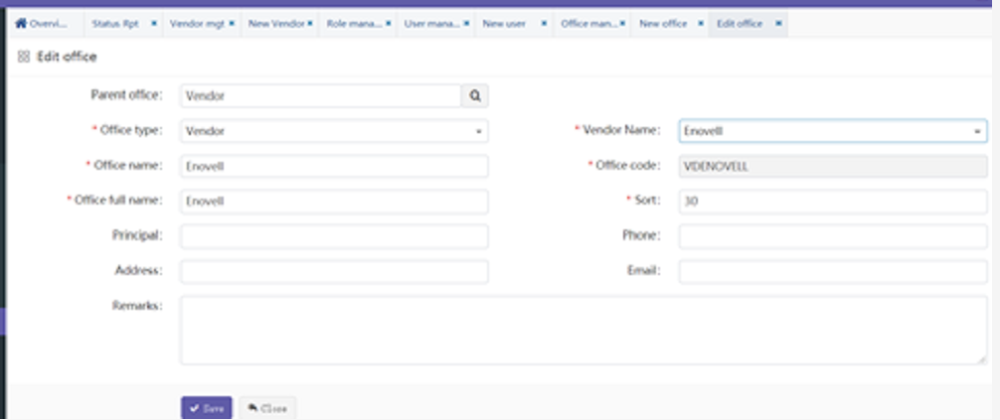 Overvi... Status Rpt Vendor mgt New Vendor Role mana... User mana... New user Office man... New office Edit office
Edit office
Parent office: Vendor
* Office type: Vendor * Vendor Name: Enovell
* Office name: Enovell * Office code: VDENOVELL
* Office full name: Enovell * Sort: 30
Principal: Phone:
Address: Email:
Remarks:
Save Close